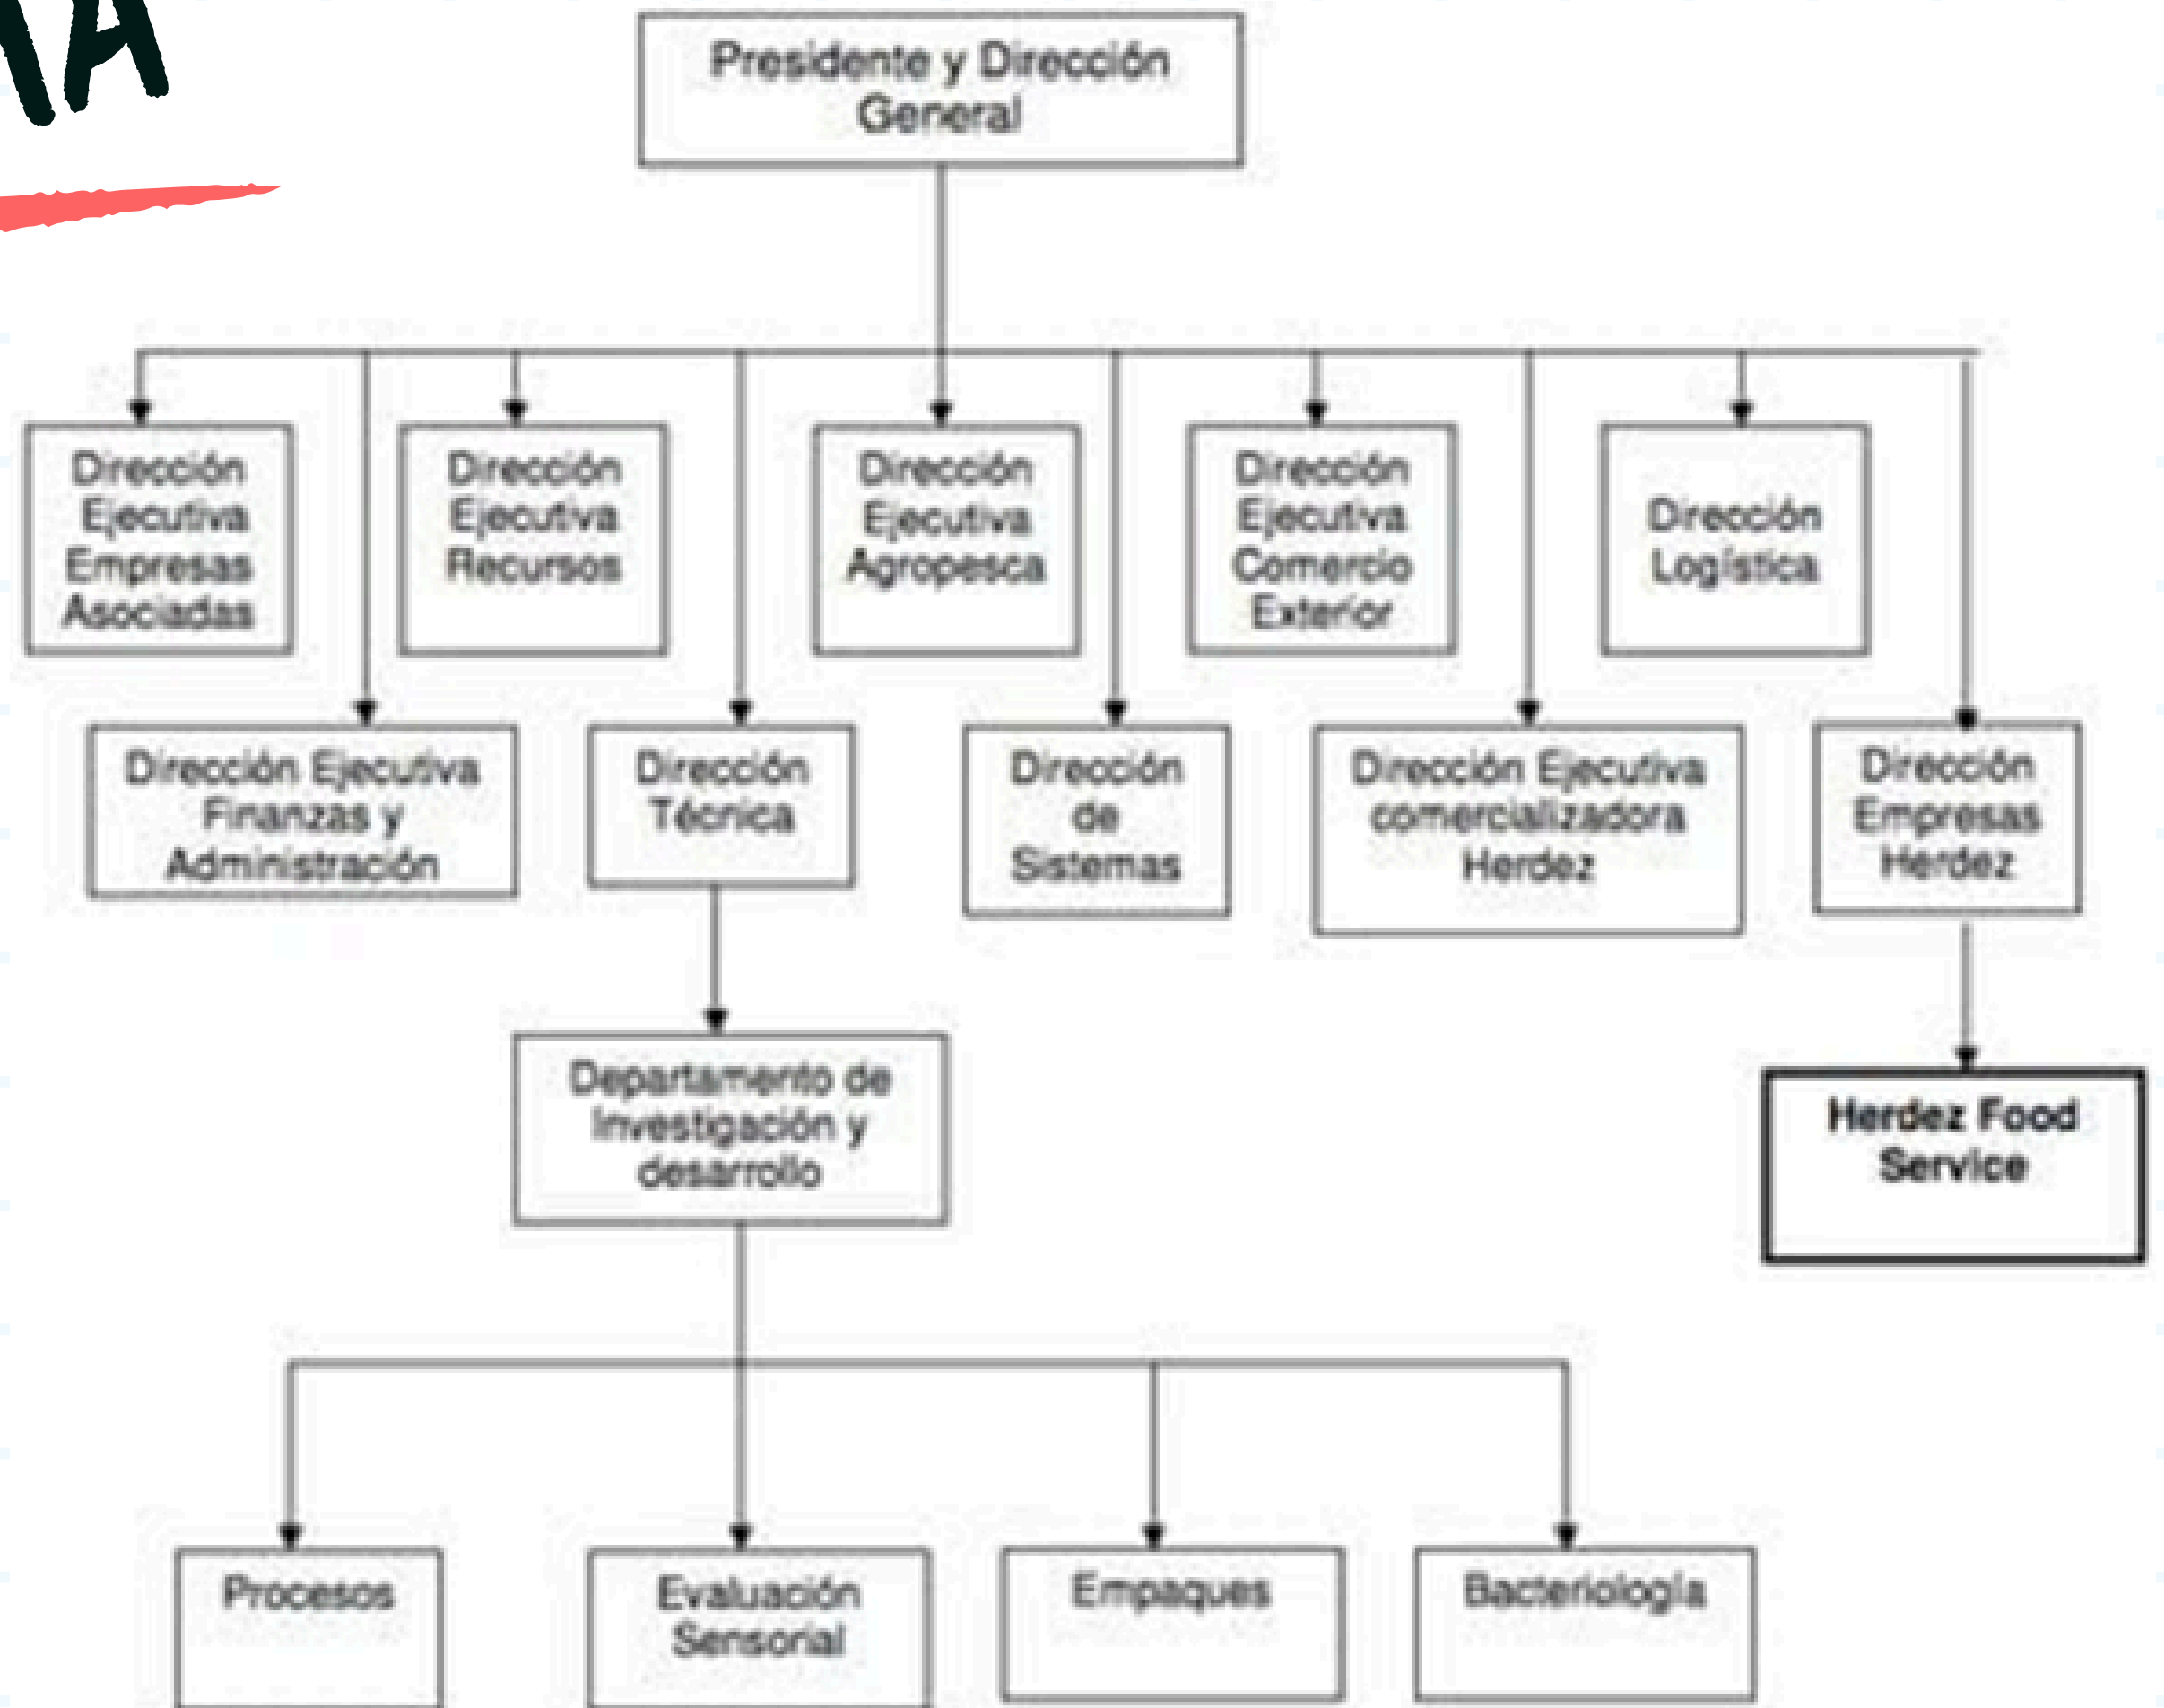 MA
Presidente y Dirección
General
Dirección
Ejecutiva
Empresas
Asociadas
Dirección
Ejecutiva
Recursos
Dirección
Ejecutiva
Agropesca
Dirección
Ejecutiva
Comercio
Exterior
Dirección
Logística
Dirección Ejecutiva
Finanzas y
Administración
Dirección
Técnica
Dirección
de
Sistemas
Dirección Ejecutiva
comercializadora
Herdez
Dirección
Empresas
Herdez
Departamento de
Investigación y
desarrollo
Herdez Food
Service
Procesos
Evaluación
Sensorial
Empaques
Bacteriología